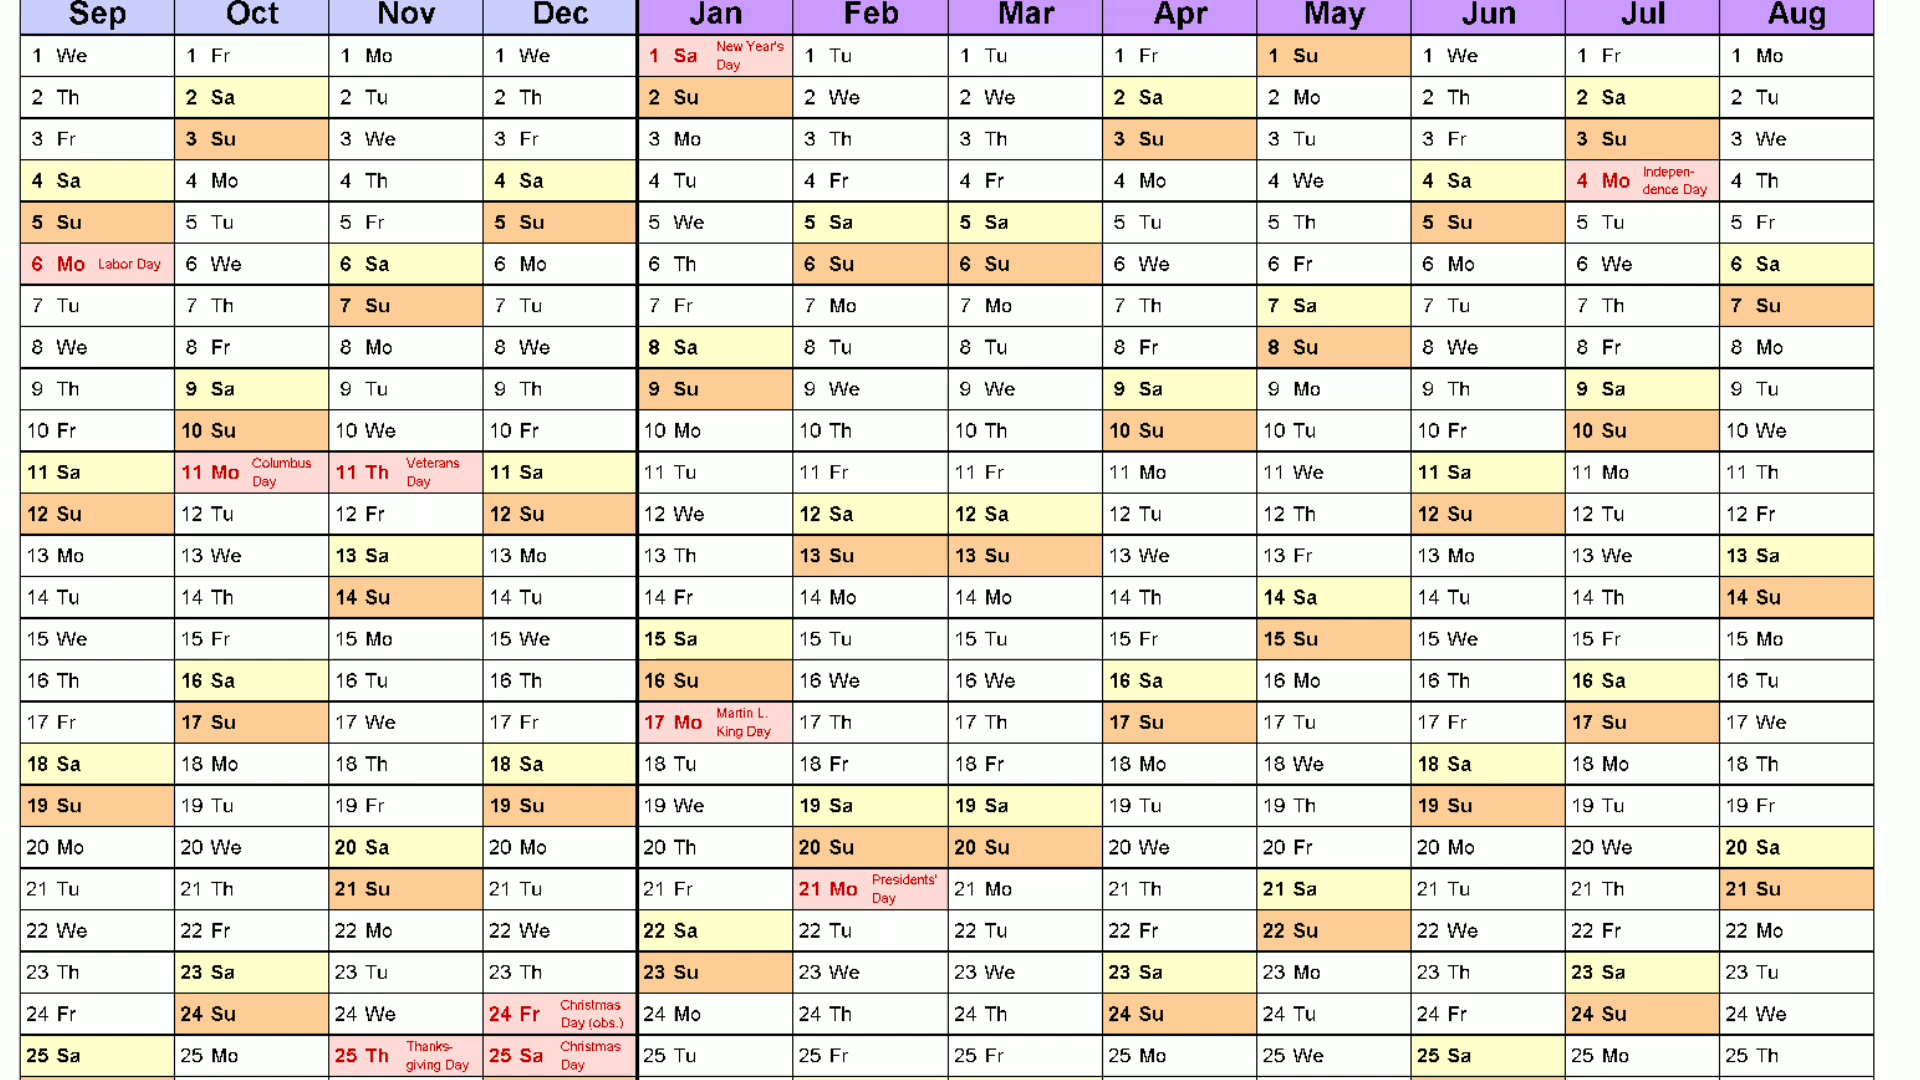 Sep Oct Nov Dec Jan Feb Mar Apr May Jun Jul Aug
1 We 1 Fr 1 Mo 1 We 1 Sa New Year's Day 1 Tu 1 Tu 1 Fr 1 Su 1 We 1 Fr 1 Mo
2 Th 2 Sa 2 Tu 2 Th 2 Su 2 We 2 We 2 Sa 2 Mo 2 Th 2 Sa 2 Tu
3 Fr 3 Su 3 We 3 Fr 3 Mo 3 Th 3 Th 3 Su 3 Tu 3 Fr 3 Su 3 We
4 Sa 4 Mo 4 Th 4 Sa 4 Tu 4 Fr 4 Fr 4 Mo 4 We 4 Sa 4 Mo Indepen-dence Day 4 Th
5 Su 5 Tu 5 Fr 5 Su 5 We 5 Sa 5 Sa 5 Tu 5 Th 5 Su 5 Tu 5 Fr
6 Mo Labor Day 6 We 6 Sa 6 Mo 6 Th 6 Su 6 Su 6 We 6 Fr 6 Mo 6 We 6 Sa
7 Tu 7 Th 7 Su 7 Tu 7 Fr 7 Mo 7 Mo 7 Th 7 Sa 7 Tu 7 Th 7 Su
8 We 8 Fr 8 Mo 8 We 8 Sa 8 Tu 8 Tu 8 Fr 8 Su 8 We 8 Fr 8 Mo
9 Th 9 Sa 9 Tu 9 Th 9 Su 9 We 9 We 9 Sa 9 Mo 9 Th 9 Sa 9 Tu
10 Fr 10 Su 10 We 10 Fr 10 Mo 10 Th 10 Th 10 Su 10 Tu 10 Fr 10 Su 10 We
11 Sa 11 Mo Columbus Day 11 Th Veterans Day 11 Sa 11 Tu 11 Fr 11 Fr 11 Mo 11 We 11 Sa 11 Mo 11 Th
12 Su 12 Tu 12 Fr 12 Su 12 We 12 Sa 12 Sa 12 Tu 12 Th 12 Su 12 Tu 12 Fr
13 Mo 13 We 13 Sa 13 Mo 13 Th 13 Su 13 Su 13 We 13 Fr 13 Mo 13 We 13 Sa
14 Tu 14 Th 14 Su 14 Tu 14 Fr 14 Mo 14 Mo 14 Th 14 Sa 14 Tu 14 Th 14 Su
15 We 15 Fr 15 Mo 15 We 15 Sa 15 Tu 15 Tu 15 Fr 15 Su 15 We 15 Fr 15 Mo
16 Th 16 Sa 16 Tu 16 Th 16 Su 16 We 16 We 16 Sa 16 Mo 16 Th 16 Sa 16 Tu
17 Fr 17 Su 17 We 17 Fr 17 Mo Martin L. King Day 17 Th 17 Th 17 Su 17 Tu 17 Fr 17 Su 17 We
18 Sa 18 Mo 18 Th 18 Sa 18 Tu 18 Fr 18 Fr 18 Mo 18 We 18 Sa 18 Mo 18 Th
19 Su 19 Tu 19 Fr 19 Su 19 We 19 Sa 19 Sa 19 Tu 19 Th 19 Su 19 Tu 19 Fr
20 Mo 20 We 20 Sa 20 Mo 20 Th 20 Su 20 Su 20 We 20 Fr 20 Mo 20 We 20 Sa
21 Tu 21 Th 21 Su 21 Tu 21 Fr 21 Mo Presidents' Day 21 Mo 21 Th 21 Sa 21 Tu 21 Th 21 Su
22 We 22 Fr 22 Mo 22 We 22 Sa 22 Tu 22 Tu 22 Fr 22 Su 22 We 22 Fr 22 Mo
23 Th 23 Sa 23 Tu 23 Th 23 Su 23 We 23 We 23 Sa 23 Mo 23 Th 23 Sa 23 Tu
24 Fr 24 Su 24 We 24 Fr Christmas Day (obs.) 24 Mo 24 Th 24 Th 24 Su 24 Tu 24 Fr 24 Su 24 We
25 Sa 25 Mo 25 Th Thanks-giving Day 25 Sa Christmas Day 25 Tu 25 Fr 25 Fr 25 Mo 25 We 25 Sa 25 Mo 25 Th